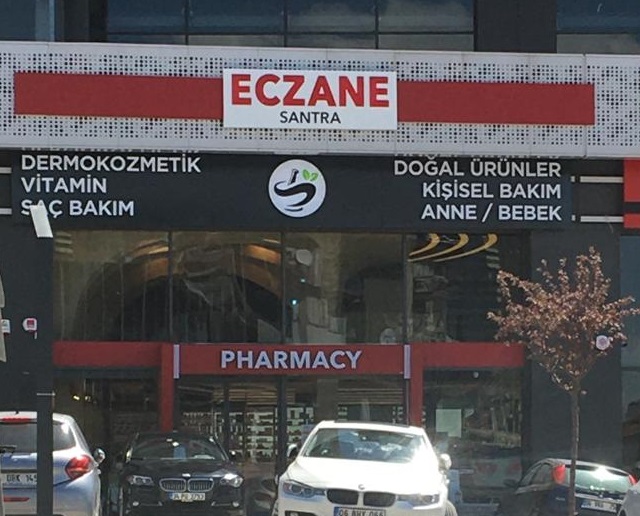 ECZANE
SANTRA
DERMOKOZMETİK
VİTAMİN
SAÇ BAKIM
DOĞAL ÜRÜNLER
KİŞİSEL BAKIM
ANNE / BEBEK
PHARMACY